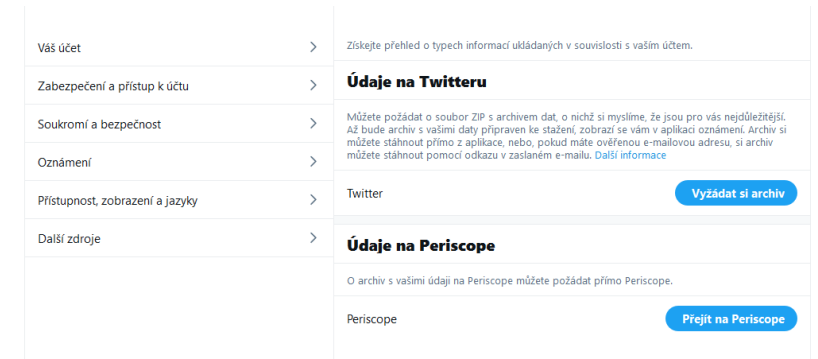 Váš účet
Zabezpečení a přístup k účtu
Soukromí a bezpečnost
Oznámení
Přístupnost, zobrazení a jazyky
Další zdroje
Získejte přehled o typech informací ukládaných v souvislosti s vaším účtem.
Údaje na Twitteru
Můžete požádat o soubor ZIP s archivem dat, o nichž si myslíme, že jsou pro vás nejdůležitější.
Až bude archiv s vašimi daty připraven ke stažení, zobrazí se vám v aplikaci oznámení. Archiv si
můžete stáhnout přímo z aplikace, nebo, pokud máte ověřenou e-mailovou adresu, si archiv
můžete stáhnout pomocí odkazu v zaslaném e-mailu. Další informace
Twitter
Vyžádat si archiv
Údaje na Periscope
O archiv s vašimi údaji na Periscope můžete požádat přímo Periscope.
Periscope
Přejít na Periscope